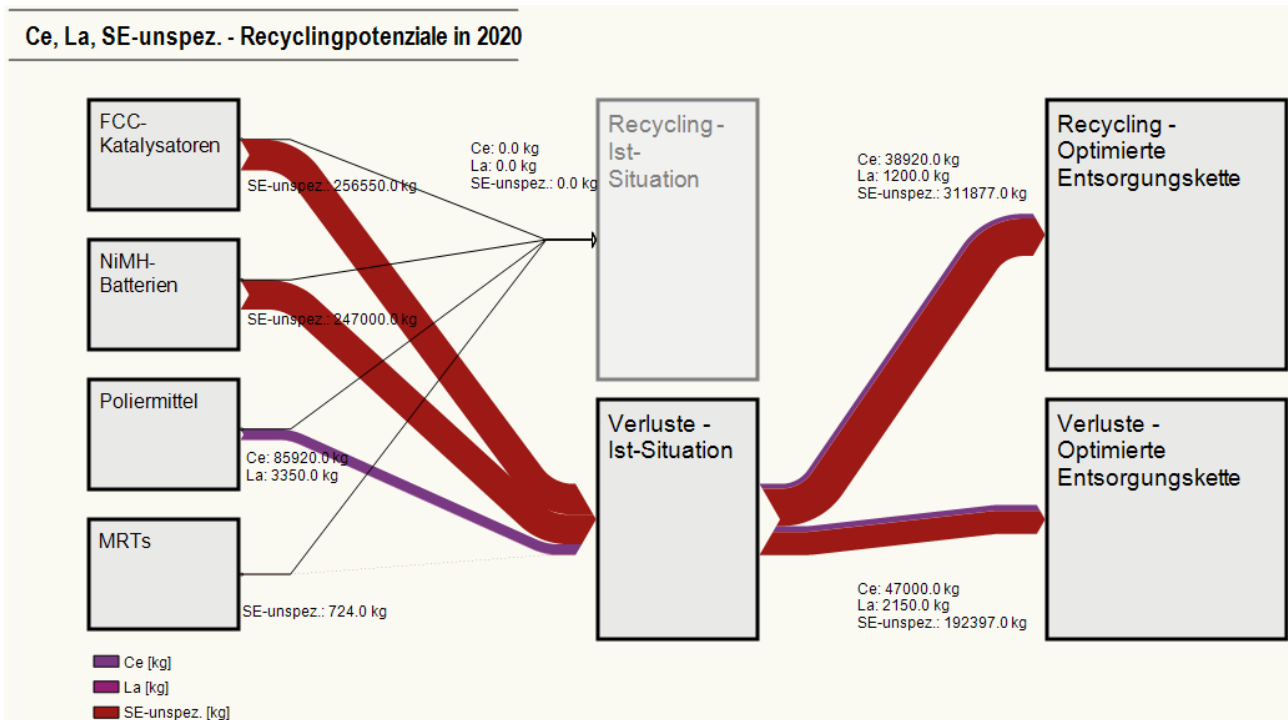 Ce, La, SE-unspez. - Recyclingpotenziale in 2020
FCC-
Katalysatoren
SE-unspez.: 256550.0 kg
NiMH-
Batterien
SE-unspez.: 247000.0 kg
Poliermittel
Ce: 85920.0 kg
La: 3350.0 kg
MRTs
SE-unspez.: 724.0 kg
Ce: 0.0 kg
La: 0.0 kg
SE-unspez.: 0.0 kg
Recycling -
Ist-
Situation
Verluste -
Ist-Situation
Ce: 38920.0 kg
La: 1200.0 kg
SE-unspez.: 311877.0 kg
Recycling -
Optimierte
Entsorgungskette
Verluste -
Optimierte
Entsorgungskette
Ce: 47000.0 kg
La: 2150.0 kg
SE-unspez.: 192397.0 kg
Ce [kg]
La [kg]
SE-unspez. [kg]